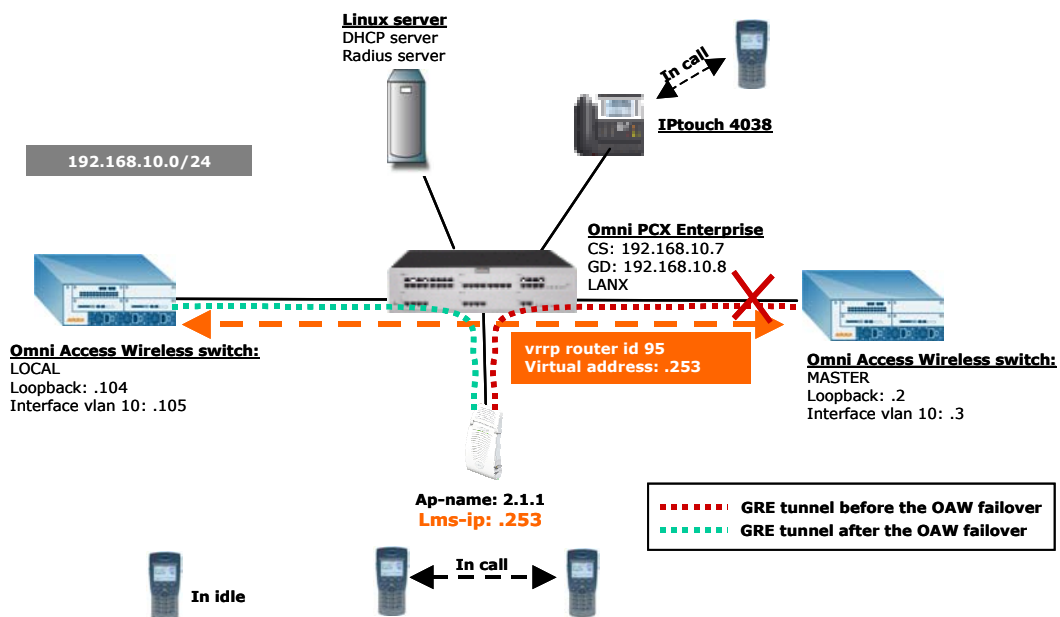 Linux server
DHCP server
Radius server
In call
IPtouch 4038
192.168.10.0/24
Omni PCX Enterprise
CS: 192.168.10.7
GD: 192.168.10.8
LANX
Omni Access Wireless switch:
LOCAL
Loopback: .104
Interface vlan 10: .105
vrrp router id 95
Virtual address: .253
Omni Access Wireless switch:
MASTER
Loopback: .2
Interface vlan 10: .3
Ap-name: 2.1.1
Lms-ip: .253
GRE tunnel before the OAW failover
GRE tunnel after the OAW failover
In call
In idle